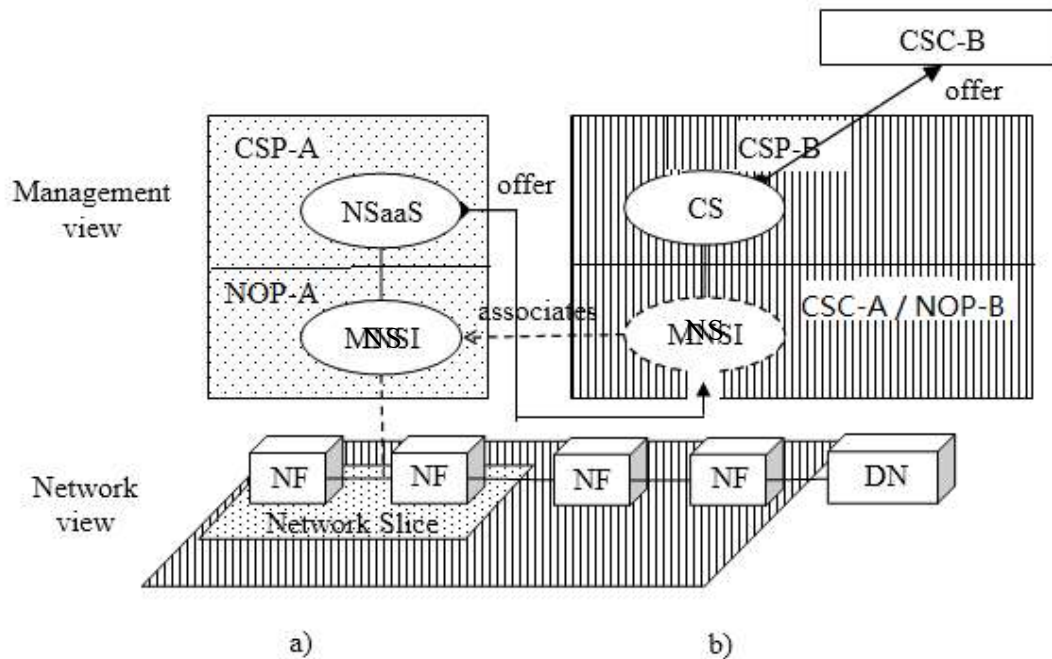 CSC-B
offer
CSP-A
CSP-B
Management
view
offer
NSaaS
CS
NOP-A
CSC-A / NOP-B
associates
NF
NF
NF
NF
DN
Network
view
Network Slice
a)
b)